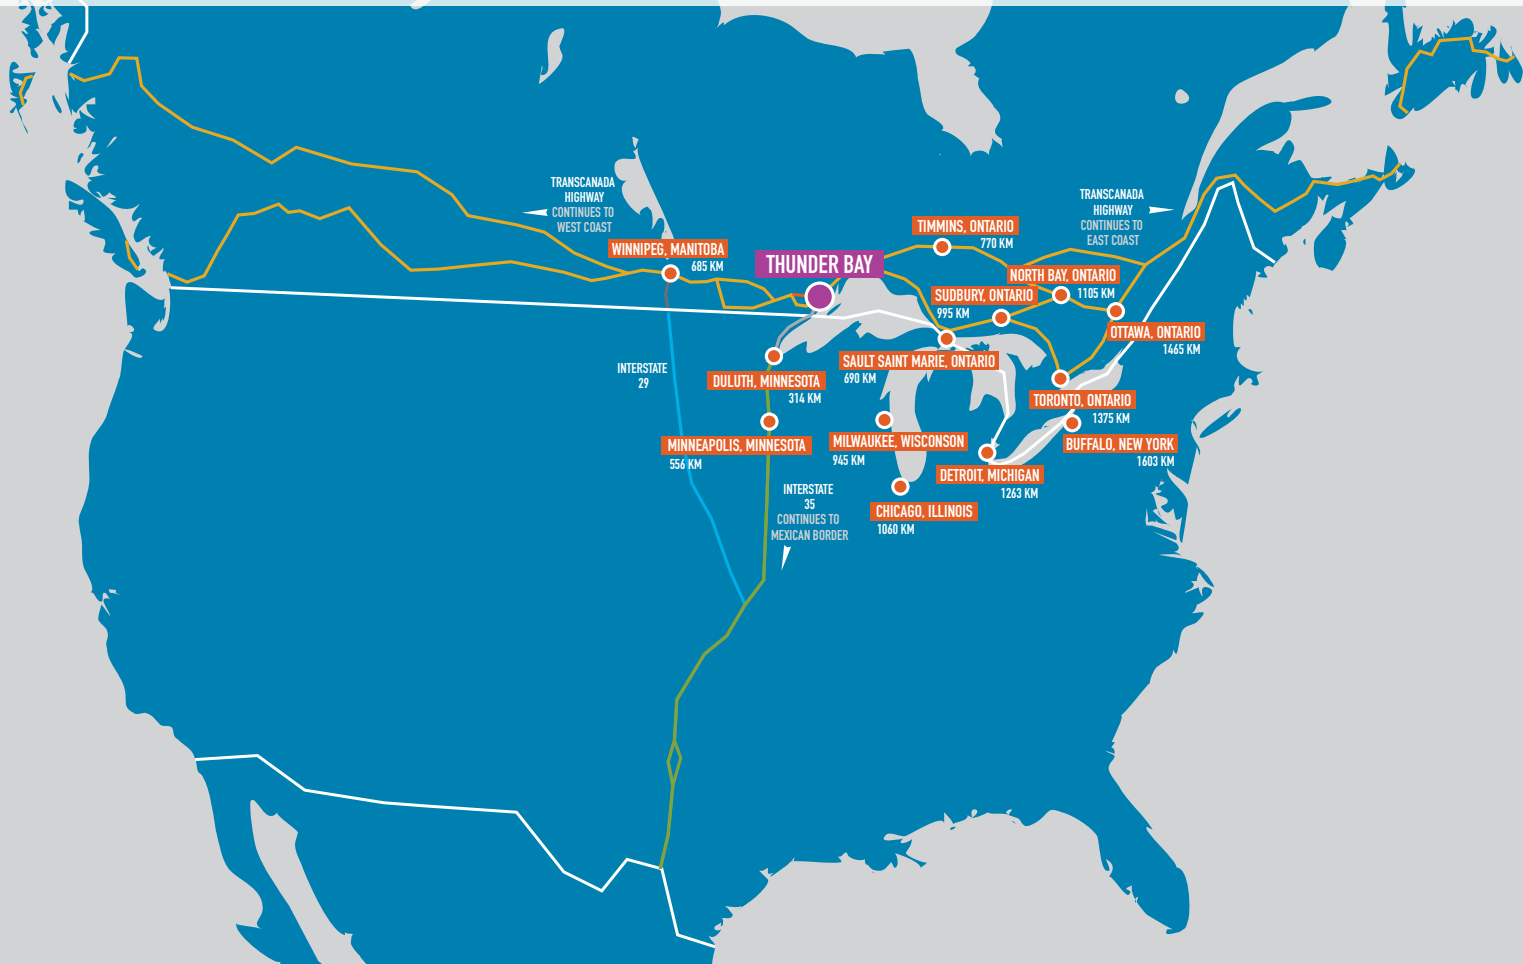 TRANSCANADA
HIGHWAY
CONTINUES TO
WEST COAST
TRANSCANADA
HIGHWAY
CONTINUES TO
EAST COAST
TIMMINS, ONTARIO
770 KM
WINNIPEG, MANITOBA
685 KM
THUNDER BAY
NORTH BAY, ONTARIO
1105 KM
SUDBURY, ONTARIO
995 KM
OTTAWA, ONTARIO
1465 KM
SAULT SAINT MARIE, ONTARIO
690 KM
INTERSTATE
29
DULUTH, MINNESOTA
314 KM
TORONTO, ONTARIO
1375 KM
MINNEAPOLIS, MINNESOTA
556 KM
MILWAUKEE, WISCONSON
945 KM
BUFFALO, NEW YORK
1603 KM
DETROIT, MICHIGAN
1263 KM
INTERSTATE
35
CONTINUES TO
MEXICAN BORDER
CHICAGO, ILLINOIS
1060 KM